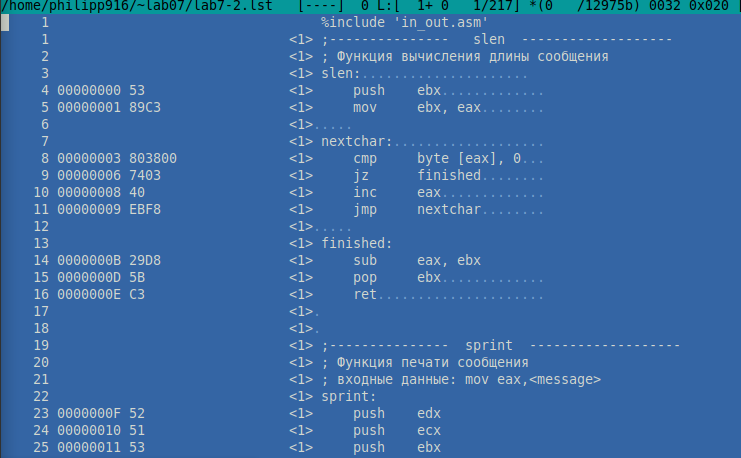 /home/philipp916/~lab07/lab7-2.lst   [----]  0 L:[  1+ 0   1/217] *(0   /12975b) 0032 0x020
     1                                  %include 'in_out.asm'
     1                              <1> ;---------------   slen  -------------------
     2                              <1> ; Функция вычисления длины сообщения
     3                              <1> slen:.....................
     4 00000000 53                  <1>     push    ebx.............
     5 00000001 89C3                <1>     mov     ebx, eax........
     6                              <1>.....
     7                              <1> nextchar:...................
     8 00000003 803800              <1>     cmp     byte [eax], 0...
     9 00000006 7403                <1>     jz      finished........
    10 00000008 40                  <1>     inc     eax.............
    11 00000009 EBF8                <1>     jmp     nextchar........
    12                              <1>.....
    13                              <1> finished:
    14 0000000B 29D8                <1>     sub     eax, ebx
    15 0000000D 5B                  <1>     pop     ebx.............
    16 0000000E C3                  <1>     ret.....................
    17                              <1>.
    18                              <1>.
    19                              <1> ;---------------  sprint  -------------------
    20                              <1> ; Функция печати сообщения
    21                              <1> ; входные данные: mov eax,<message>
    22                              <1> sprint:
    23 0000000F 52                  <1>     push    edx
    24 00000010 51                  <1>     push    ecx
    25 00000011 53                  <1>     push    ebx